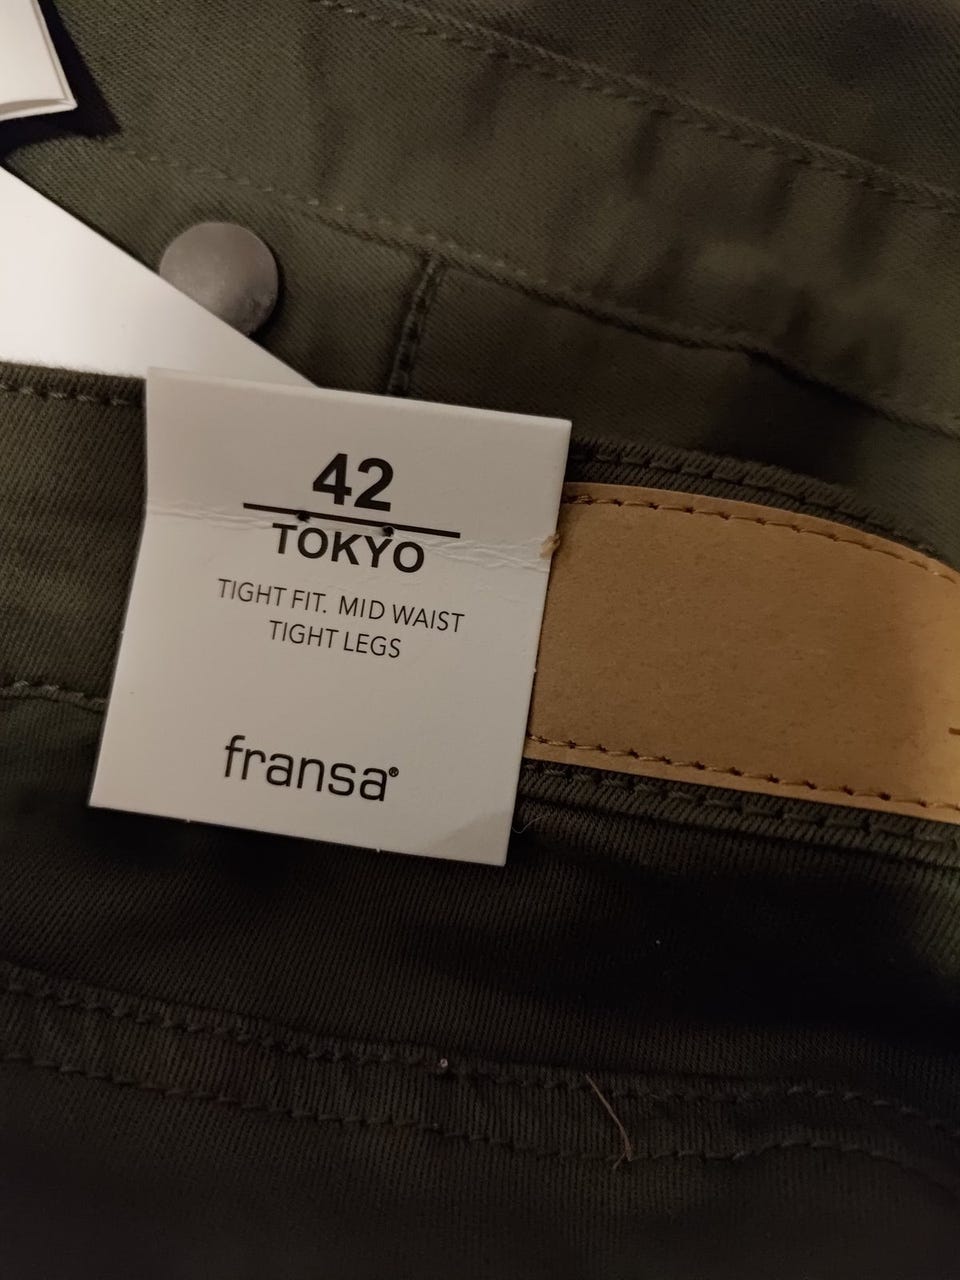 42
TOKYO
TIGHT FIT. MID WAIST
TIGHT LEGS
fransa®